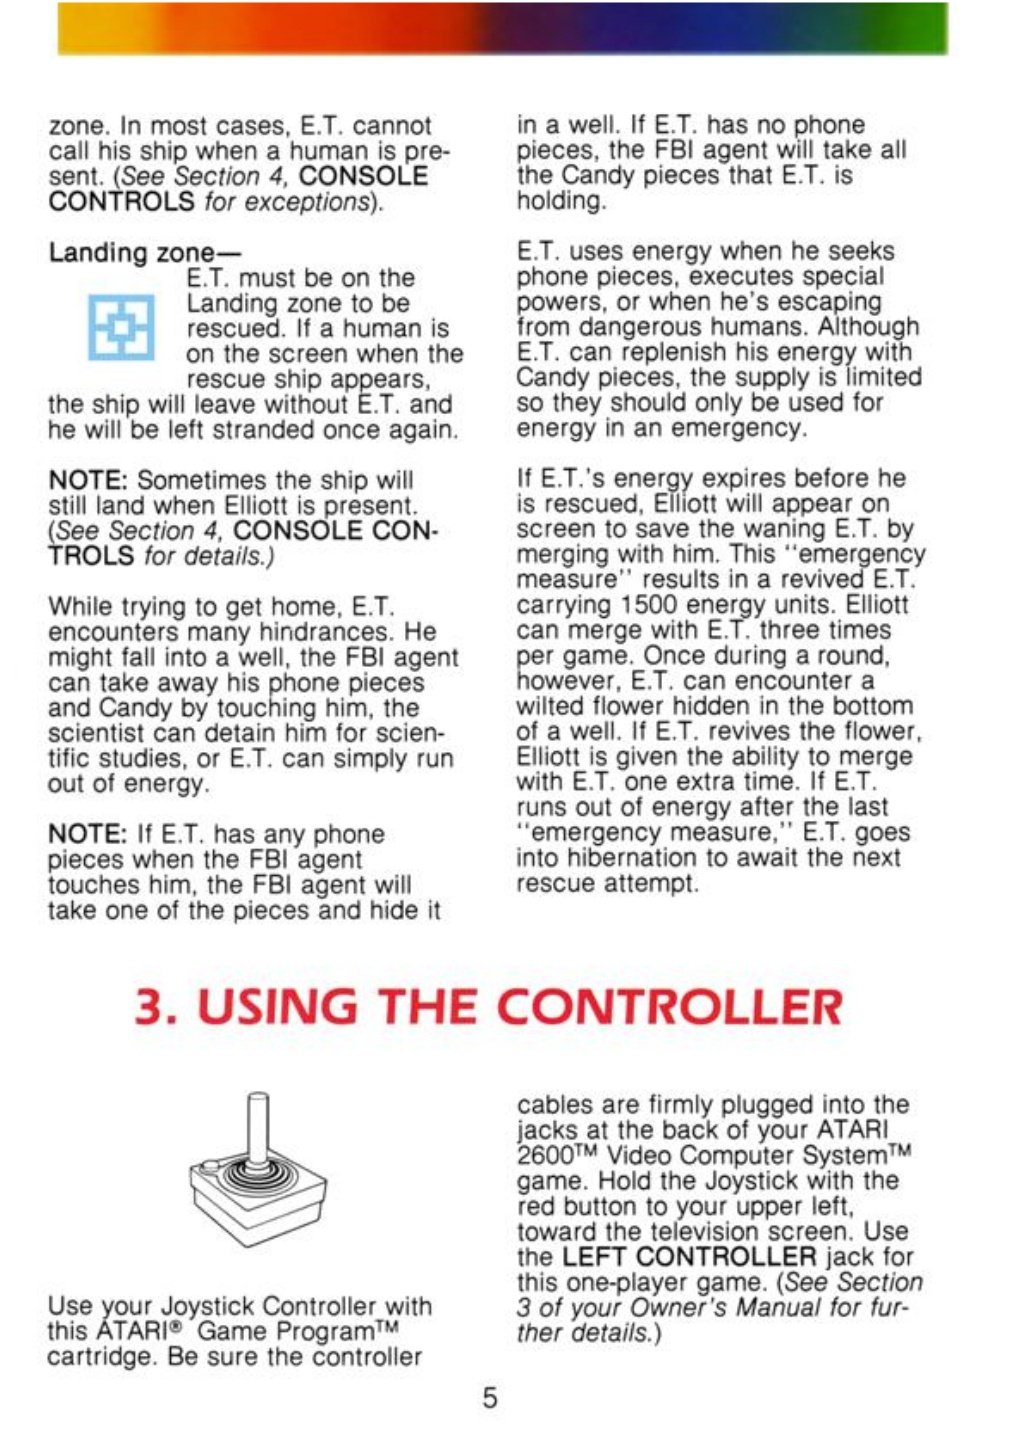 zone. In most cases, E.T. cannot
call his ship when a human is pre-
sent. (See Section 4, CONSOLE
CONTROLS for exceptions).
Landing zone—
E.T. must be on the
Landing zone to be
rescued. If a human is
on the screen when the
rescue ship appears,
the ship will leave without E.T. and
he will be left stranded once again.
NOTE: Sometimes the ship will
still land when Elliott is present.
(See Section 4, CONSOLE CON-
TROLS for details.)
While trying to get home, E.T.
encounters many hindrances. He
might fall into a well, the FBI agent
can take away his phone pieces
and Candy by touching him, the
scientist can detain him for scien-
tific studies, or E.T. can simply run
out of energy.
NOTE: If E.T. has any phone
pieces when the FBI agent
touches him, the FBI agent will
take one of the pieces and hide it
in a well. If E.T. has no phone
pieces, the FBI agent will take all
the Candy pieces that E.T. is
holding.
E.T. uses energy when he seeks
phone pieces, executes special
powers, or when he's escaping
from dangerous humans. Although
E.T. can replenish his energy with
Candy pieces, the supply is limited
so they should only be used for
energy in an emergency.
If E.T.'s energy expires before he
is rescued, Elliott will appear on
screen to save the waning E.T. by
merging with him. This "emergency
measure" results in a revived E.T.
carrying 1500 energy units. Elliott
can merge with E.T. three times
per game. Once during a round,
however, E.T. can encounter a
wilted flower hidden in the bottom
of a well. If E.T. revives the flower,
Elliott is given the ability to merge
with E.T. one extra time. If E.T.
runs out of energy after the last
"emergency measure," E.T. goes
into hibernation to await the next
rescue attempt.
3. USING THE CONTROLLER
Use your Joystick Controller with
this ATARI® Game Program™
cartridge. Be sure the controller
cables are firmly plugged into the
jacks at the back of your ATARI
2600™ Video Computer System™
game. Hold the Joystick with the
red button to your upper left,
toward the television screen. Use
the LEFT CONTROLLER jack for
this one-player game. (See Section
3 of your Owner's Manual for fur-
ther details.)
5